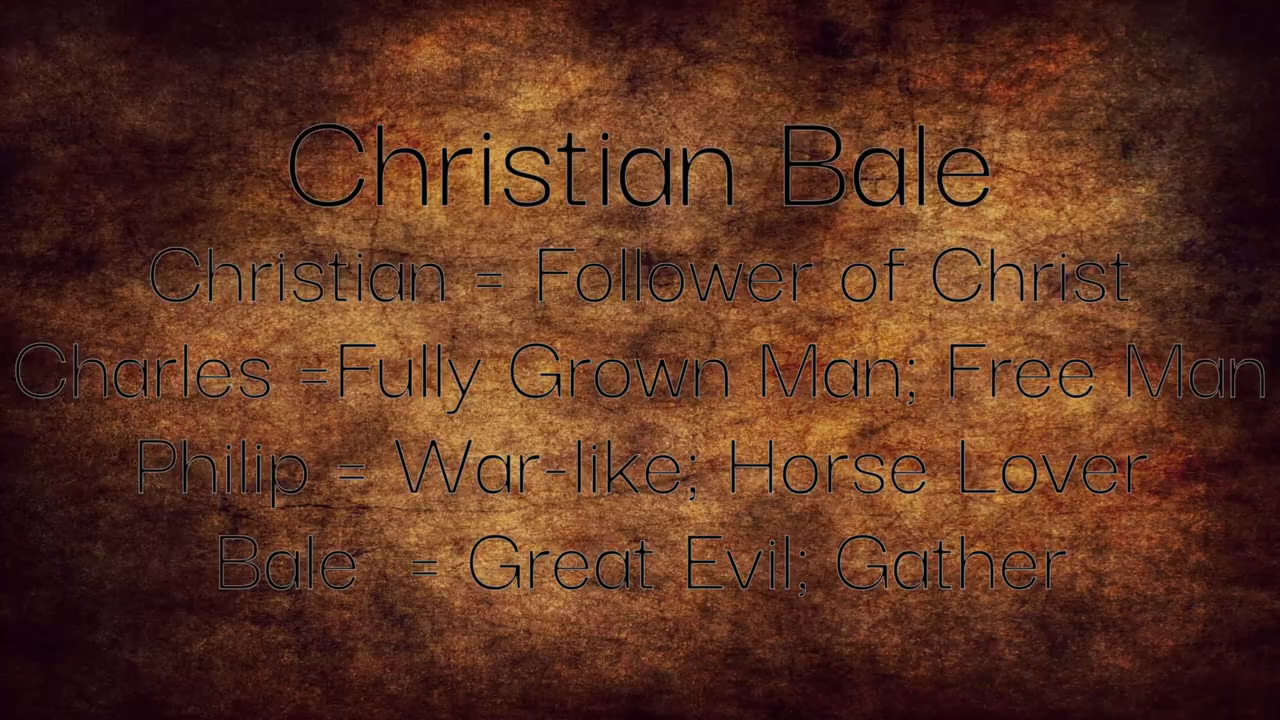 Christian Bale
Christian = Follower of Christ
Charles =Fully Grown Man; Free Man
Philip = War-like; Horse Lover
Bale = Great Evil; Gather